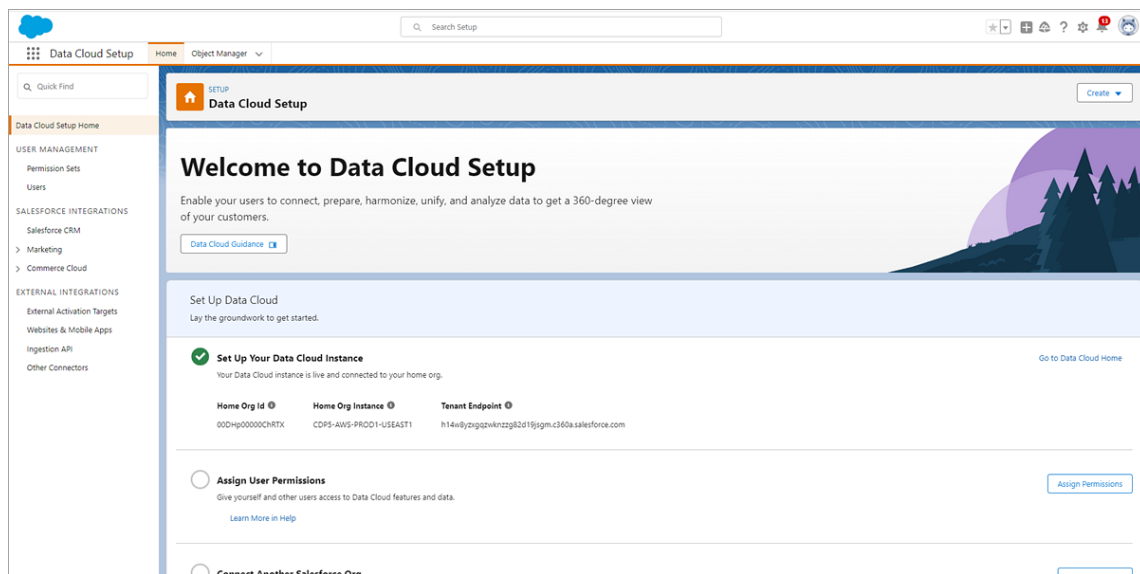 Search Setup
13
Data Cloud Setup
Home
Object Manager
Quick Find
Data Cloud Setup Home
USER MANAGEMENT
Permission Sets
Users
SALESFORCE INTEGRATIONS
Salesforce CRM
Marketing
Commerce Cloud
EXTERNAL INTEGRATIONS
External Activation Targets
Websites & Mobile Apps
Ingestion API
Other Connectors
SETUP
Data Cloud Setup
Create
Welcome to Data Cloud Setup
Enable your users to connect, prepare, harmonize, unify, and analyze data to get a 360-degree view
of your customers.
Data Cloud Guidance
Set Up Data Cloud
Lay the groundwork to get started.
Set Up Your Data Cloud Instance
Go to Data Cloud Home
Your Data Cloud instance is live and connected to your home org.
Home Org Id
Home Org Instance
Tenant Endpoint
00DHp00000ChRTX
CDP5-AWS-PROD1-USEAST1
h14w8yzxgqzwknzzg82d19jsgm.c360a.salesforce.com
Assign User Permissions
Assign Permissions
Give yourself and other users access to Data Cloud features and data.
Learn More in Help
Connect Another Salesforce Org